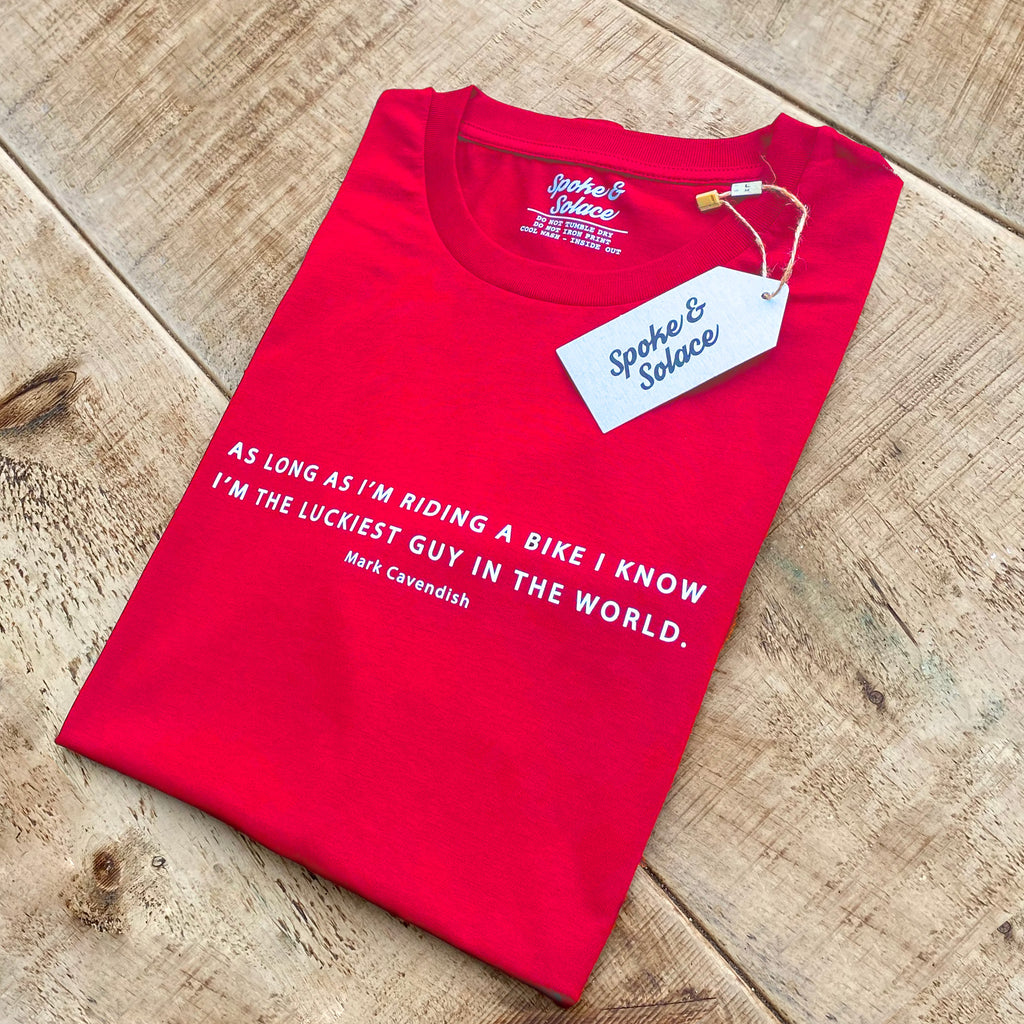 Spoke &
Solace
DO NOT TUMBLE DRY
DO NOT IRON PRINT
COOL WASH - INSIDE OUT
Spoke &
Solace
AS LONG AS I'M RIDING A BIKE I KNOW
I'M THE LUCKIEST GUY IN THE WORLD.
Mark Cavendish